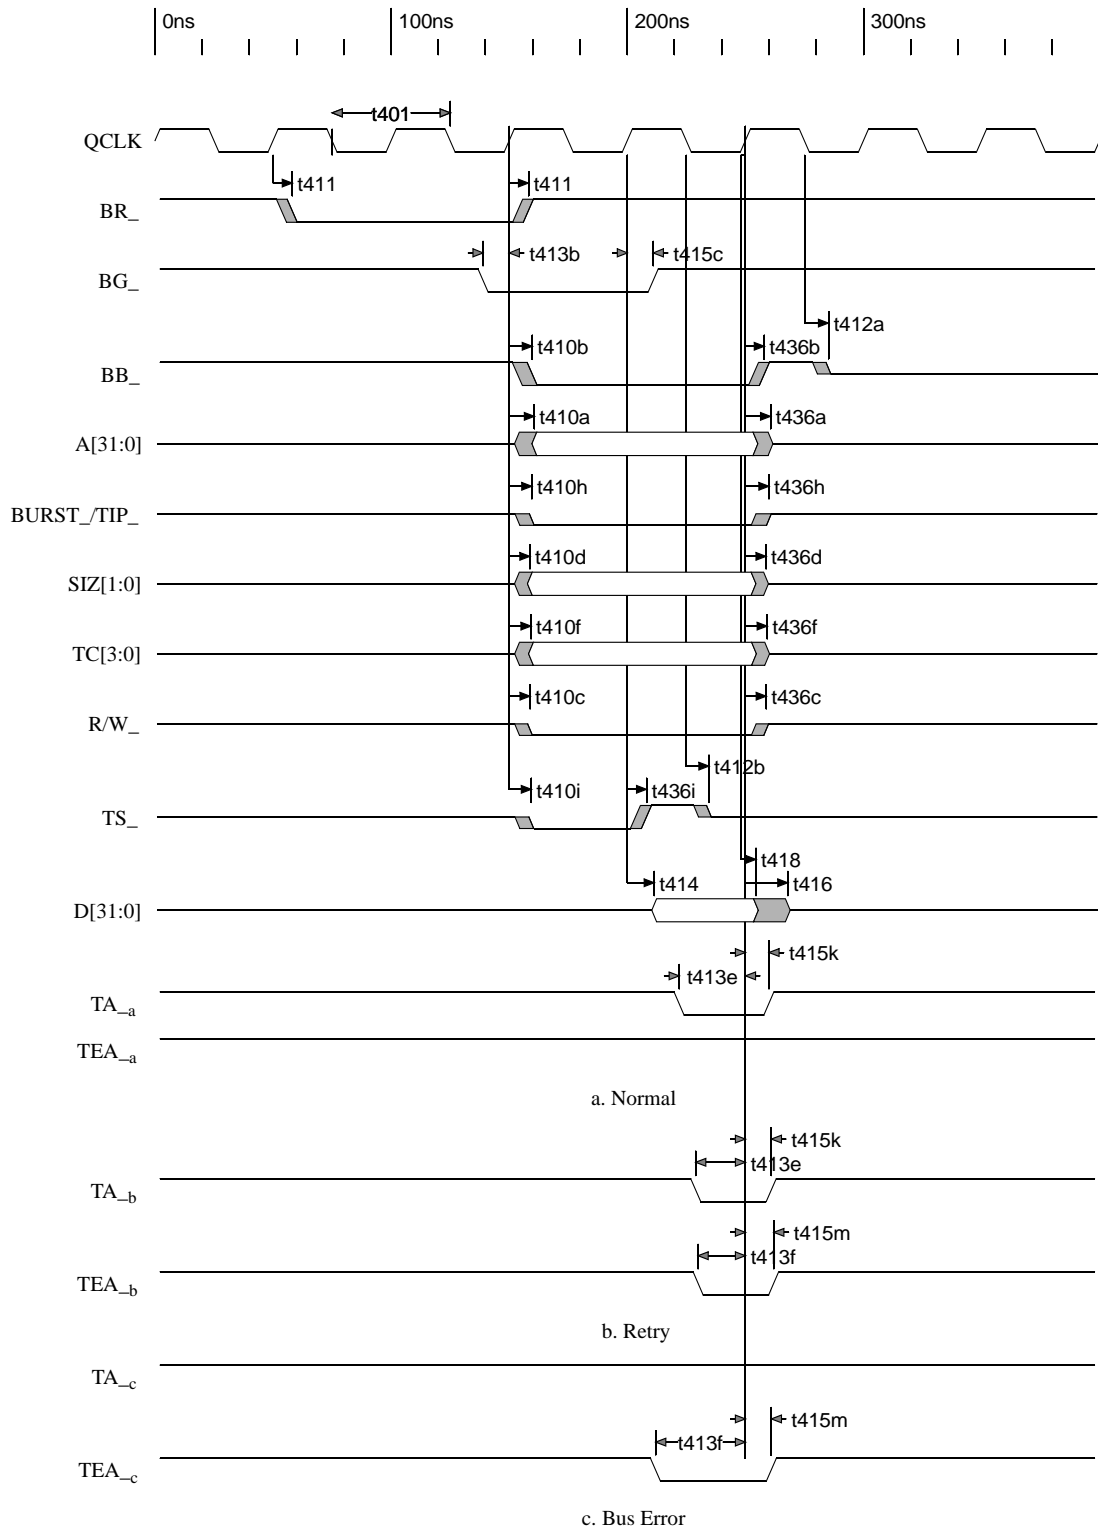 0ns 100ns 200ns 300ns
t401
QCLK
t411 t411
BR_
t413b t415c
BG_
t412a
t410b t436b
BB_
t410a t436a
A[31:0]
t410h t436h
BURST_/TIP_
t410d t436d
SIZ[1:0]
t410f t436f
TC[3:0]
t410c t436c
R/W_
t412b
t410i t436i
TS_
t418
t414 t416
D[31:0]
t415k
t413e
TA_a
TEA_a
a. Normal
t415k
t413e
TA_b
t415m
t413f
TEA_b
b. Retry
TA_c
t415m
t413f
TEA_c
c. Bus Error